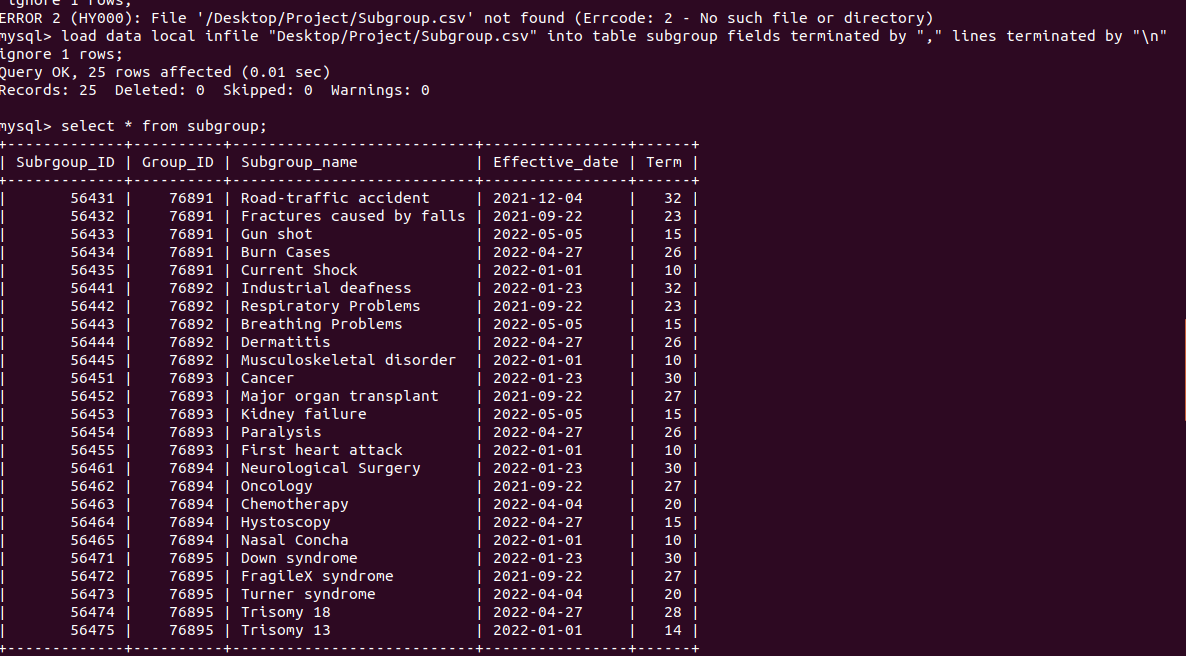 ignore 1 rows;
ERROR 2 (HY000): File '/Desktop/Project/Subgroup.csv' not found (Errcode: 2 - No such file or directory)
mysql> load data local infile "Desktop/Project/Subgroup.csv" into table subgroup fields terminated by "," lines terminated by "\n"
ignore 1 rows;
Query OK, 25 rows affected (0.01 sec)
Records: 25  Deleted: 0  Skipped: 0  Warnings: 0
mysql> select * from subgroup;
+-------------+----------+---------------------------+----------------+------+
| Subrgoup_ID | Group_ID | Subgroup_name             | Effective_date | Term |
+-------------+----------+---------------------------+----------------+------+
|       56431 |    76891 | Road-traffic accident     | 2021-12-04     |   32 |
|       56432 |    76891 | Fractures caused by falls | 2021-09-22     |   23 |
|       56433 |    76891 | Gun shot                  | 2022-05-05     |   15 |
|       56434 |    76891 | Burn Cases                | 2022-04-27     |   26 |
|       56435 |    76891 | Current Shock             | 2022-01-01     |   10 |
|       56441 |    76892 | Industrial deafness       | 2022-01-23     |   32 |
|       56442 |    76892 | Respiratory Problems      | 2021-09-22     |   23 |
|       56443 |    76892 | Breathing Problems        | 2022-05-05     |   15 |
|       56444 |    76892 | Dermatitis                | 2022-04-27     |   26 |
|       56445 |    76892 | Musculoskeletal disorder  | 2022-01-01     |   10 |
|       56451 |    76893 | Cancer                    | 2022-01-23     |   30 |
|       56452 |    76893 | Major organ transplant    | 2021-09-22     |   27 |
|       56453 |    76893 | Kidney failure            | 2022-05-05     |   15 |
|       56454 |    76893 | Paralysis                 | 2022-04-27     |   26 |
|       56455 |    76893 | First heart attack        | 2022-01-01     |   10 |
|       56461 |    76894 | Neurological Surgery      | 2022-01-23     |   30 |
|       56462 |    76894 | Oncology                  | 2021-09-22     |   27 |
|       56463 |    76894 | Chemotherapy              | 2022-04-04     |   20 |
|       56464 |    76894 | Hystoscopy                | 2022-04-27     |   15 |
|       56465 |    76894 | Nasal Concha              | 2022-01-01     |   10 |
|       56471 |    76895 | Down syndrome             | 2022-01-23     |   30 |
|       56472 |    76895 | FragileX syndrome         | 2021-09-22     |   27 |
|       56473 |    76895 | Turner syndrome           | 2022-04-04     |   20 |
|       56474 |    76895 | Trisomy 18                | 2022-04-27     |   28 |
|       56475 |    76895 | Trisomy 13                | 2022-01-01     |   14 |
+-------------+----------+---------------------------+----------------+------+